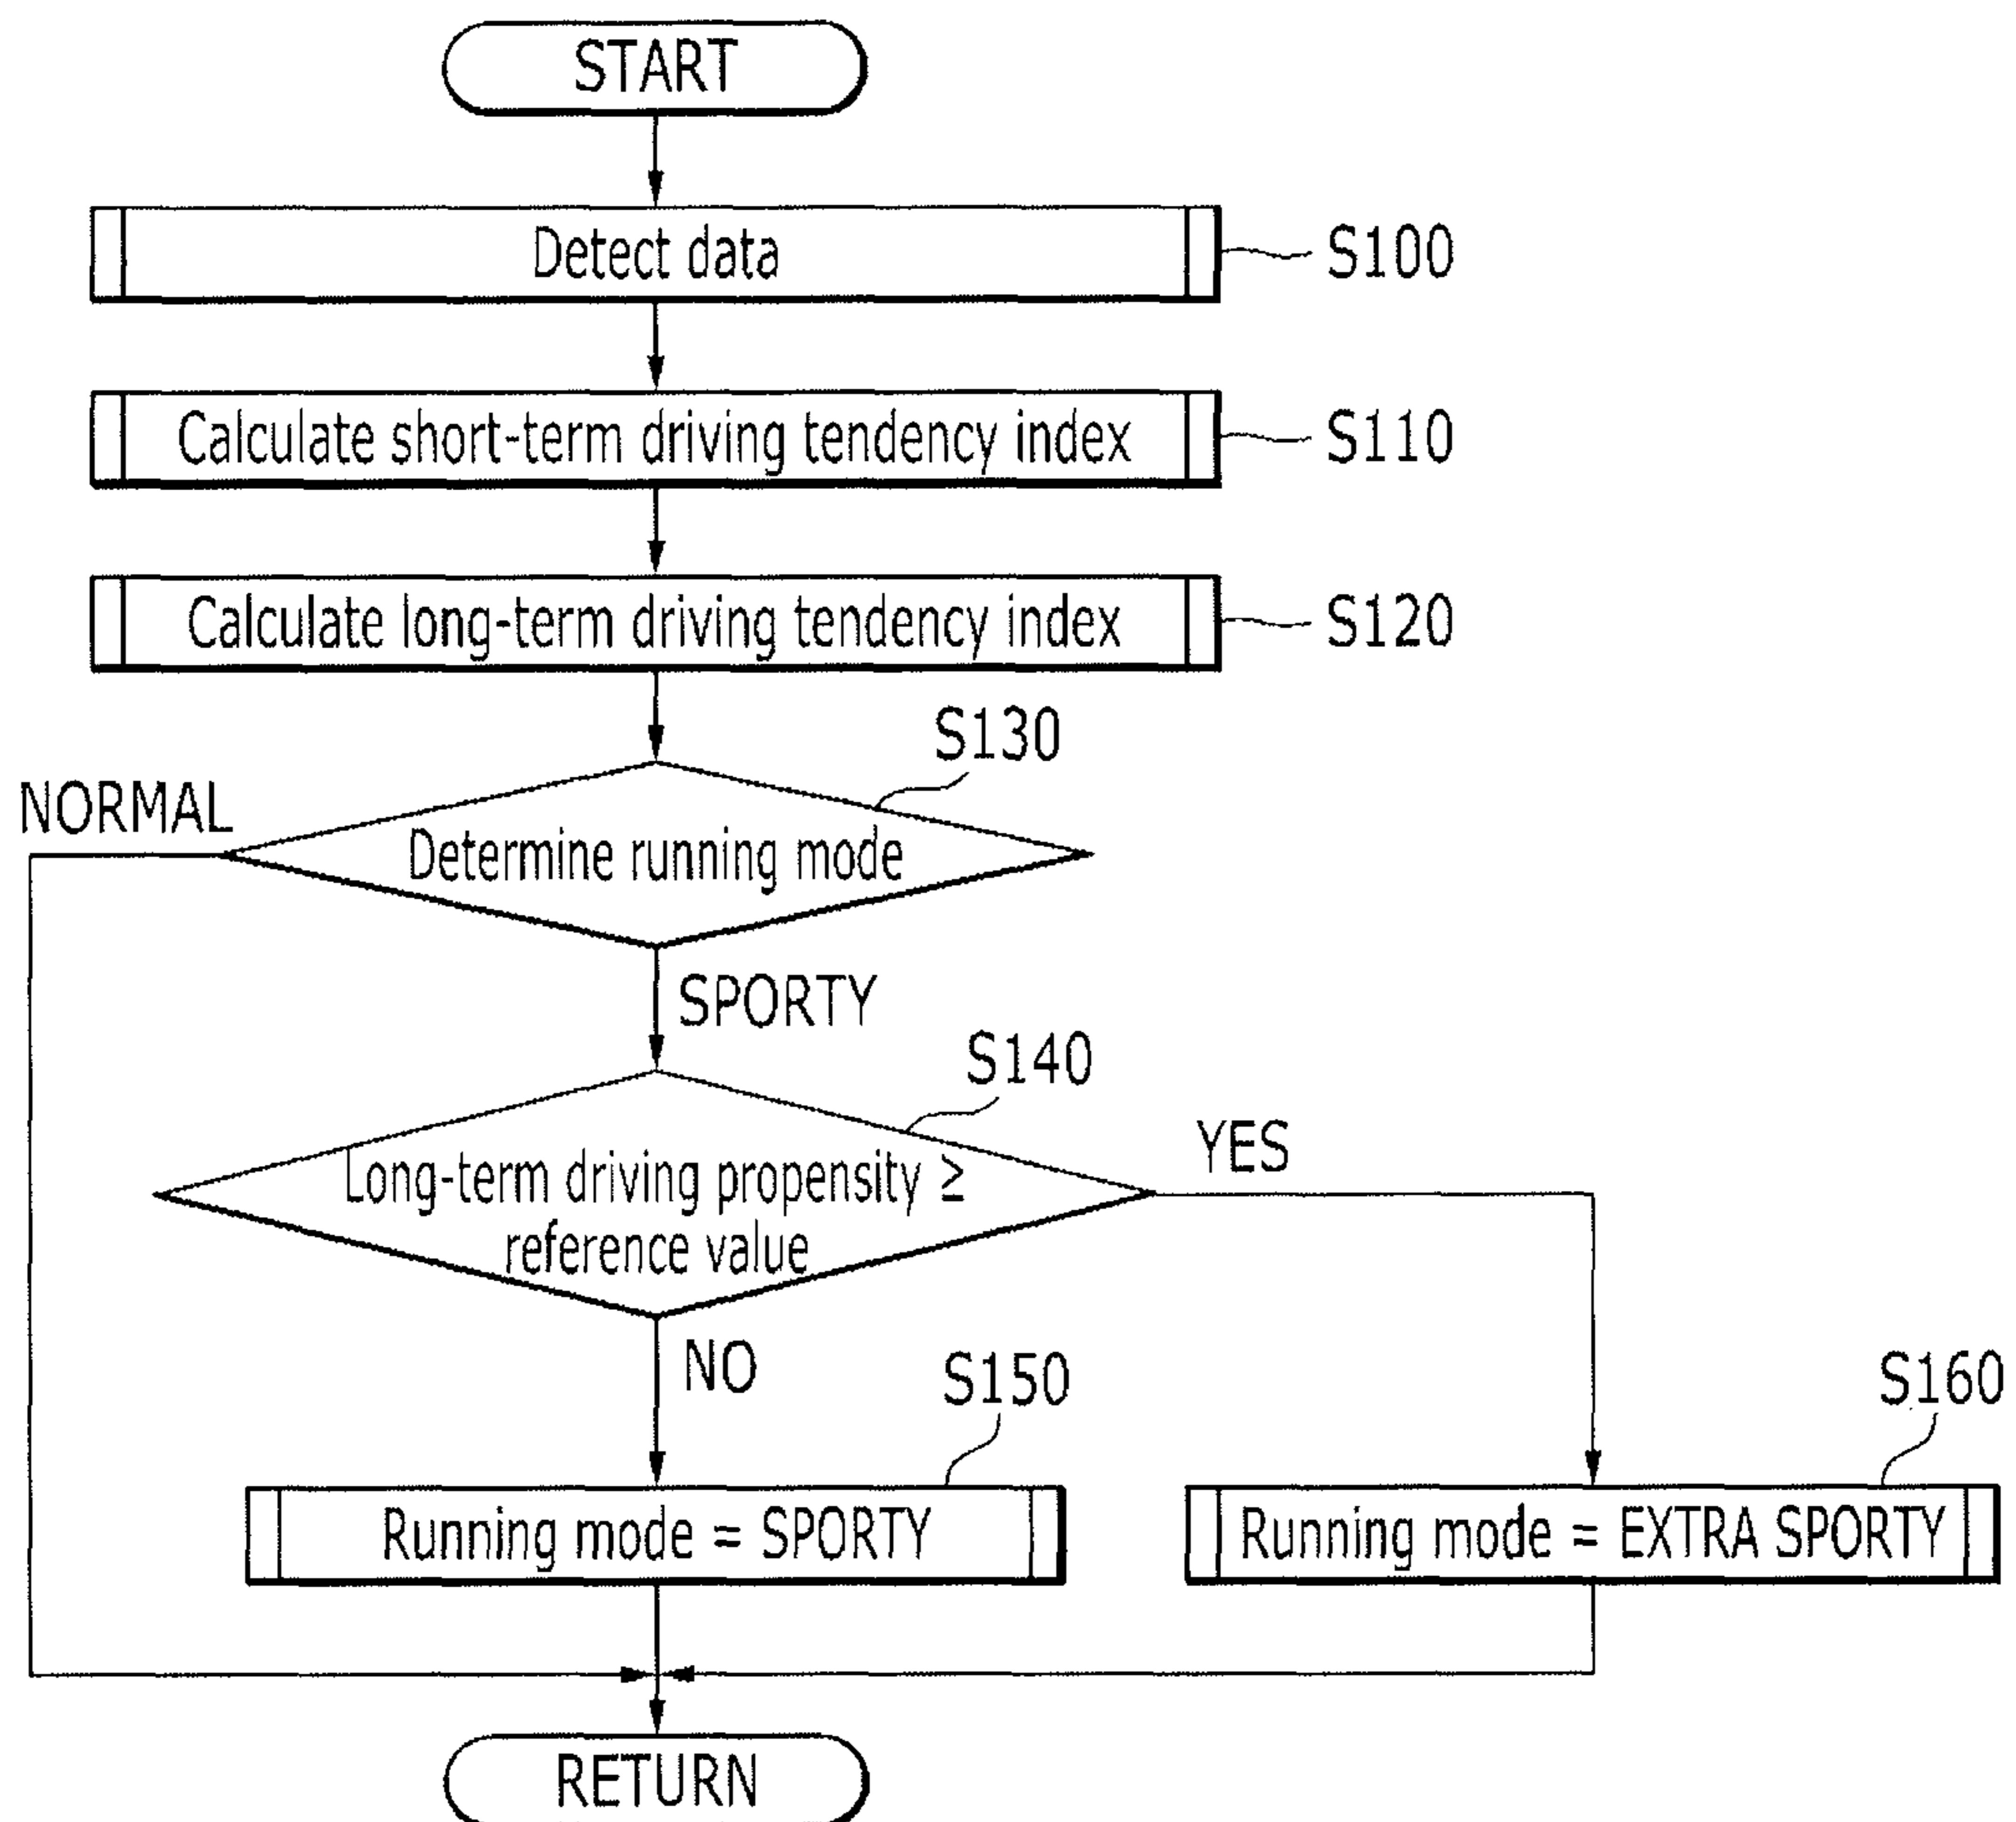 START
Detect data
S100
Calculate short-term driving tendency index
S110
Calculate long-term driving tendency index
S120
S130
NORMAL
Determine running mode
SPORTY
S140
YES
Long-term driving propensity ≥
reference value
NO
S150
S160
Running mode = SPORTY
Running mode = EXTRA SPORTY
RETURN